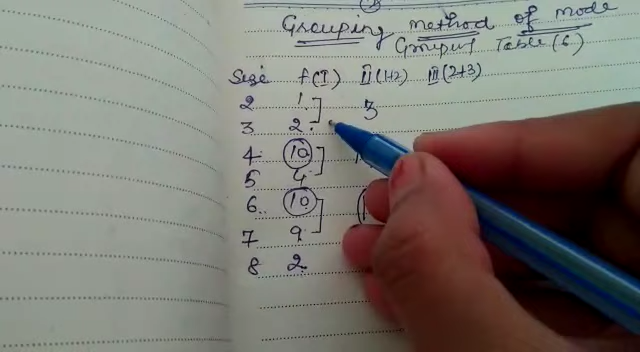 Grouping method of mode
Groupus Table (6)
Size f(I) II(1+2) III(2+3)
2 1 3
3 2
4 10
5 4
6 10
7 9
8 2